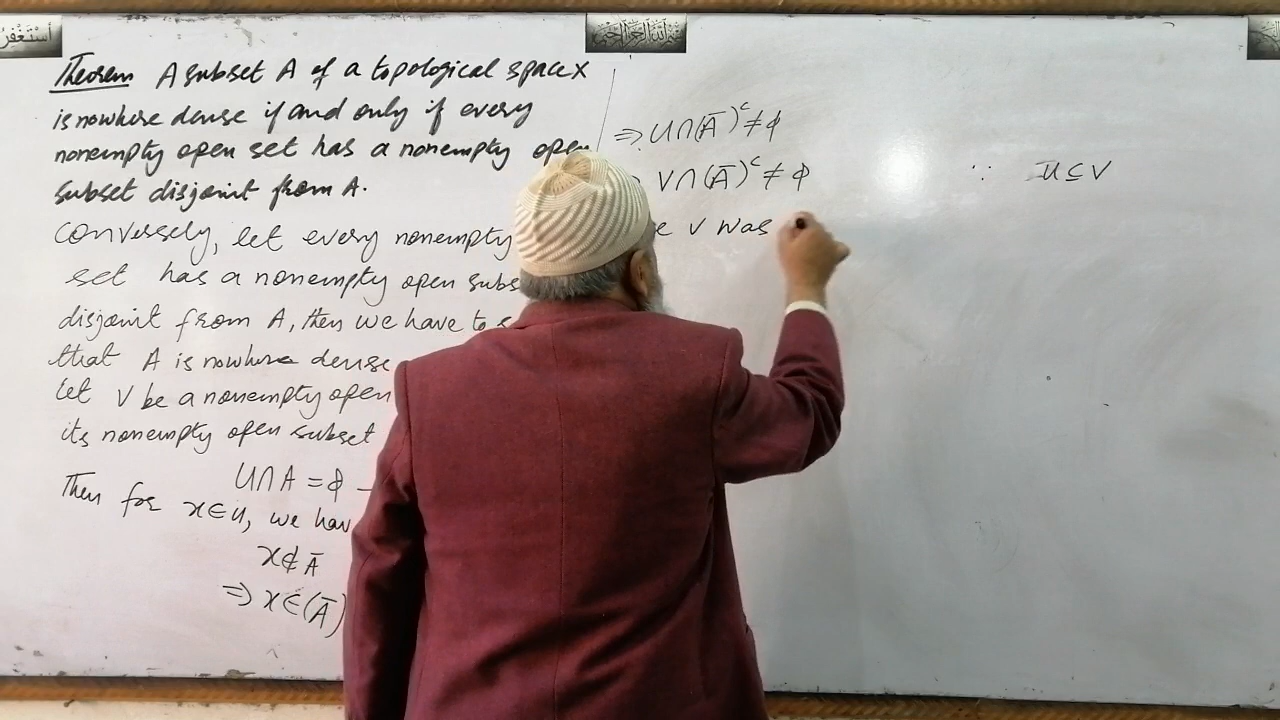 أستغفر
Theorem A subset A of a topological space X
is nowhere dense if and only if every
nonempty open set has a nonempty open
subset disjoint from A.
conversely, let every nonempty
set has a nonempty open subs
disjoint from A, then we have to s
that A is nowhere dense
let V be a nonempty open
its nonempty open subset
U∩A = ϕ –
Then for x∈U, we hav
x∉Ā
⇒ x∈(Ā)
⇒ U∩(Ā)ᶜ ≠ ϕ
V∩(Ā)ᶜ ≠ ϕ ∵ U⊆V
e V was